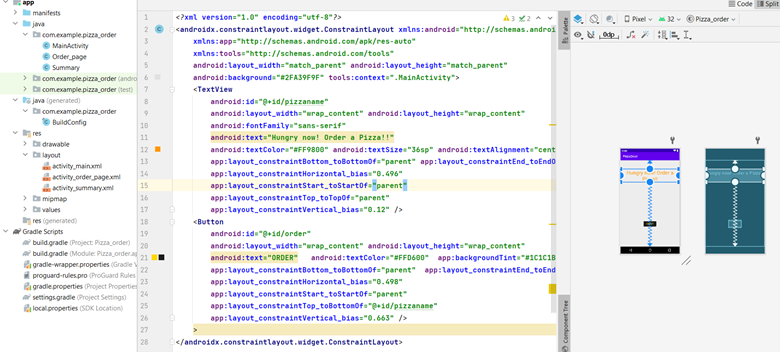 app
manifests
java
com.example.pizza_order
MainActivity
Order_page
Summary
com.example.pizza_order (andro
com.example.pizza_order (test)
java (generated)
com.example.pizza_order
BuildConfig
res
drawable
layout
activity_main.xml
activity_order_page.xml
activity_summary.xml
mipmap
values
res (generated)
Gradle Scripts
build.gradle (Project: Pizza_order)
build.gradle (Module: Pizza_order.ap
gradle-wrapper.properties (Gradle V
proguard-rules.pro (ProGuard Rules
gradle.properties (Project Properties
settings.gradle (Project Settings)
local.properties (SDK Location)
1 <?xml version="1.0" encoding="utf-8"?>
2 <androidx.constraintlayout.widget.ConstraintLayout xmlns:android="http://schemas.androi
3 xmlns:app="http://schemas.android.com/apk/res-auto"
4 xmlns:tools="http://schemas.android.com/tools"
5 android:layout_width="match_parent" android:layout_height="match_parent"
6 android:background="#2FA39F9F" tools:context=".MainActivity">
7 <TextView
8 android:id="@+id/pizzaname"
9 android:layout_width="wrap_content" android:layout_height="wrap_content"
10 android:fontFamily="sans-serif"
11 android:text="Hungry now! Order a Pizza!!"
12 android:textColor="#FF9800" android:textSize="36sp" android:textAlignment="cent
13 app:layout_constraintBottom_toBottomOf="parent" app:layout_constraintEnd_toEndO
14 app:layout_constraintHorizontal_bias="0.496"
15 app:layout_constraintStart_toStartOf="parent"
16 app:layout_constraintTop_toTopOf="parent"
17 app:layout_constraintVertical_bias="0.12" />
18 <Button
19 android:id="@+id/order"
20 android:layout_width="wrap_content" android:layout_height="wrap_content"
21 android:text="ORDER" android:textColor="#FFD600" app:backgroundTint="#1C1C1B
22 app:layout_constraintBottom_toBottomOf="parent" app:layout_constraintEnd_toEndO
23 app:layout_constraintHorizontal_bias="0.498"
24 app:layout_constraintStart_toStartOf="parent"
25 app:layout_constraintTop_toBottomOf="@+id/pizzaname"
26 app:layout_constraintVertical_bias="0.663" />
27 >
28 </androidx.constraintlayout.widget.ConstraintLayout>
3 2
Palette
Component Tree
Code Split
Pixel 32 Pizza_order
0dp